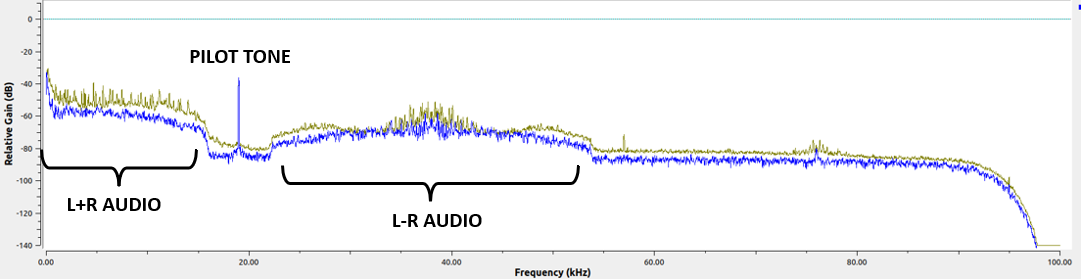 0
-20
PILOT TONE
-40
-60
-80
-100
-120
-140
Relative Gain (dB)
L+R AUDIO
L-R AUDIO
0.00 20.00 40.00 60.00 80.00 100.00
Frequency (kHz)